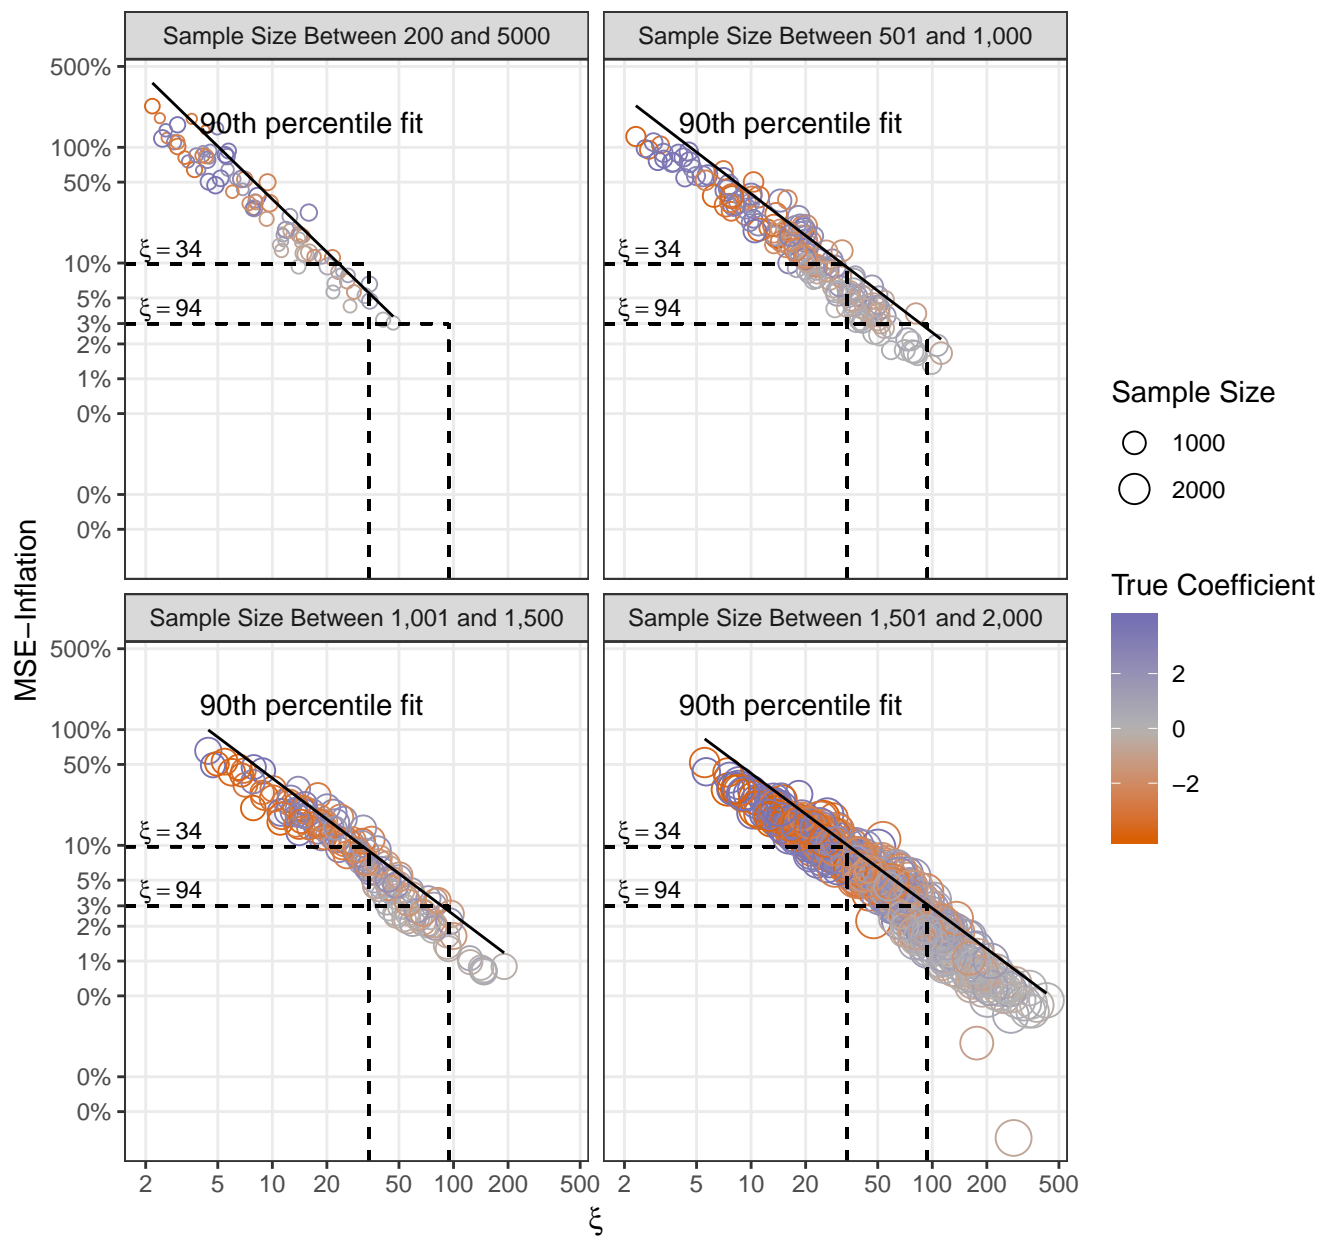 Sample Size Between 200 and 5000
Sample Size Between 501 and 1,000
500%
100%
50%
10%
5%
3%
2%
1%
0%
0%
0%
90th percentile fit
ξ = 34
ξ = 94
90th percentile fit
ξ = 34
ξ = 94
Sample Size Between 1,001 and 1,500
Sample Size Between 1,501 and 2,000
500%
100%
50%
10%
5%
3%
2%
1%
0%
0%
0%
90th percentile fit
ξ = 34
ξ = 94
90th percentile fit
ξ = 34
ξ = 94
2 5 10 20 50 100 200 500
2 5 10 20 50 100 200 500
ξ
MSE−Inflation
Sample Size
1000
2000
True Coefficient
2
0
−2